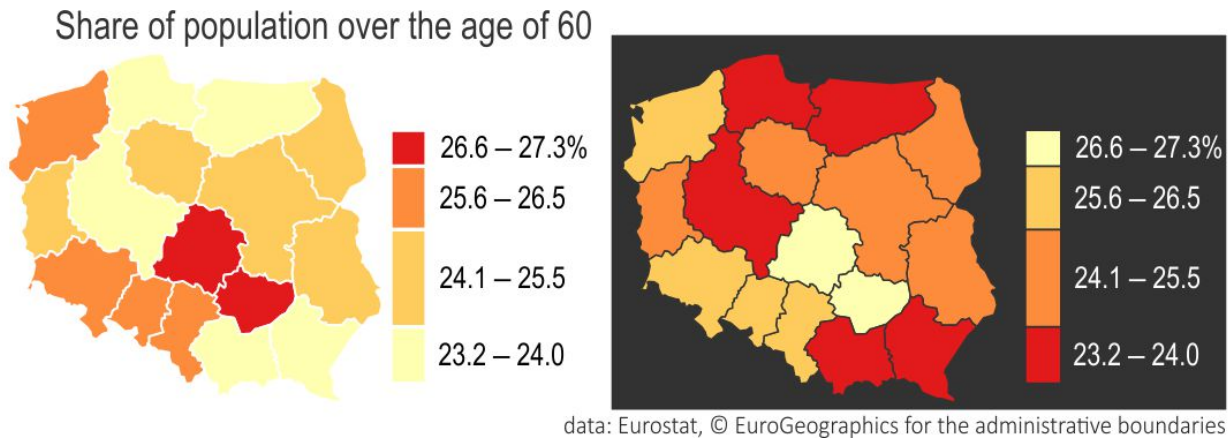 Share of population over the age of 60
26.6 – 27.3%
25.6 – 26.5
24.1 – 25.5
23.2 – 24.0
26.6 – 27.3%
25.6 – 26.5
24.1 – 25.5
23.2 – 24.0
data: Eurostat, © EuroGeographics for the administrative boundaries